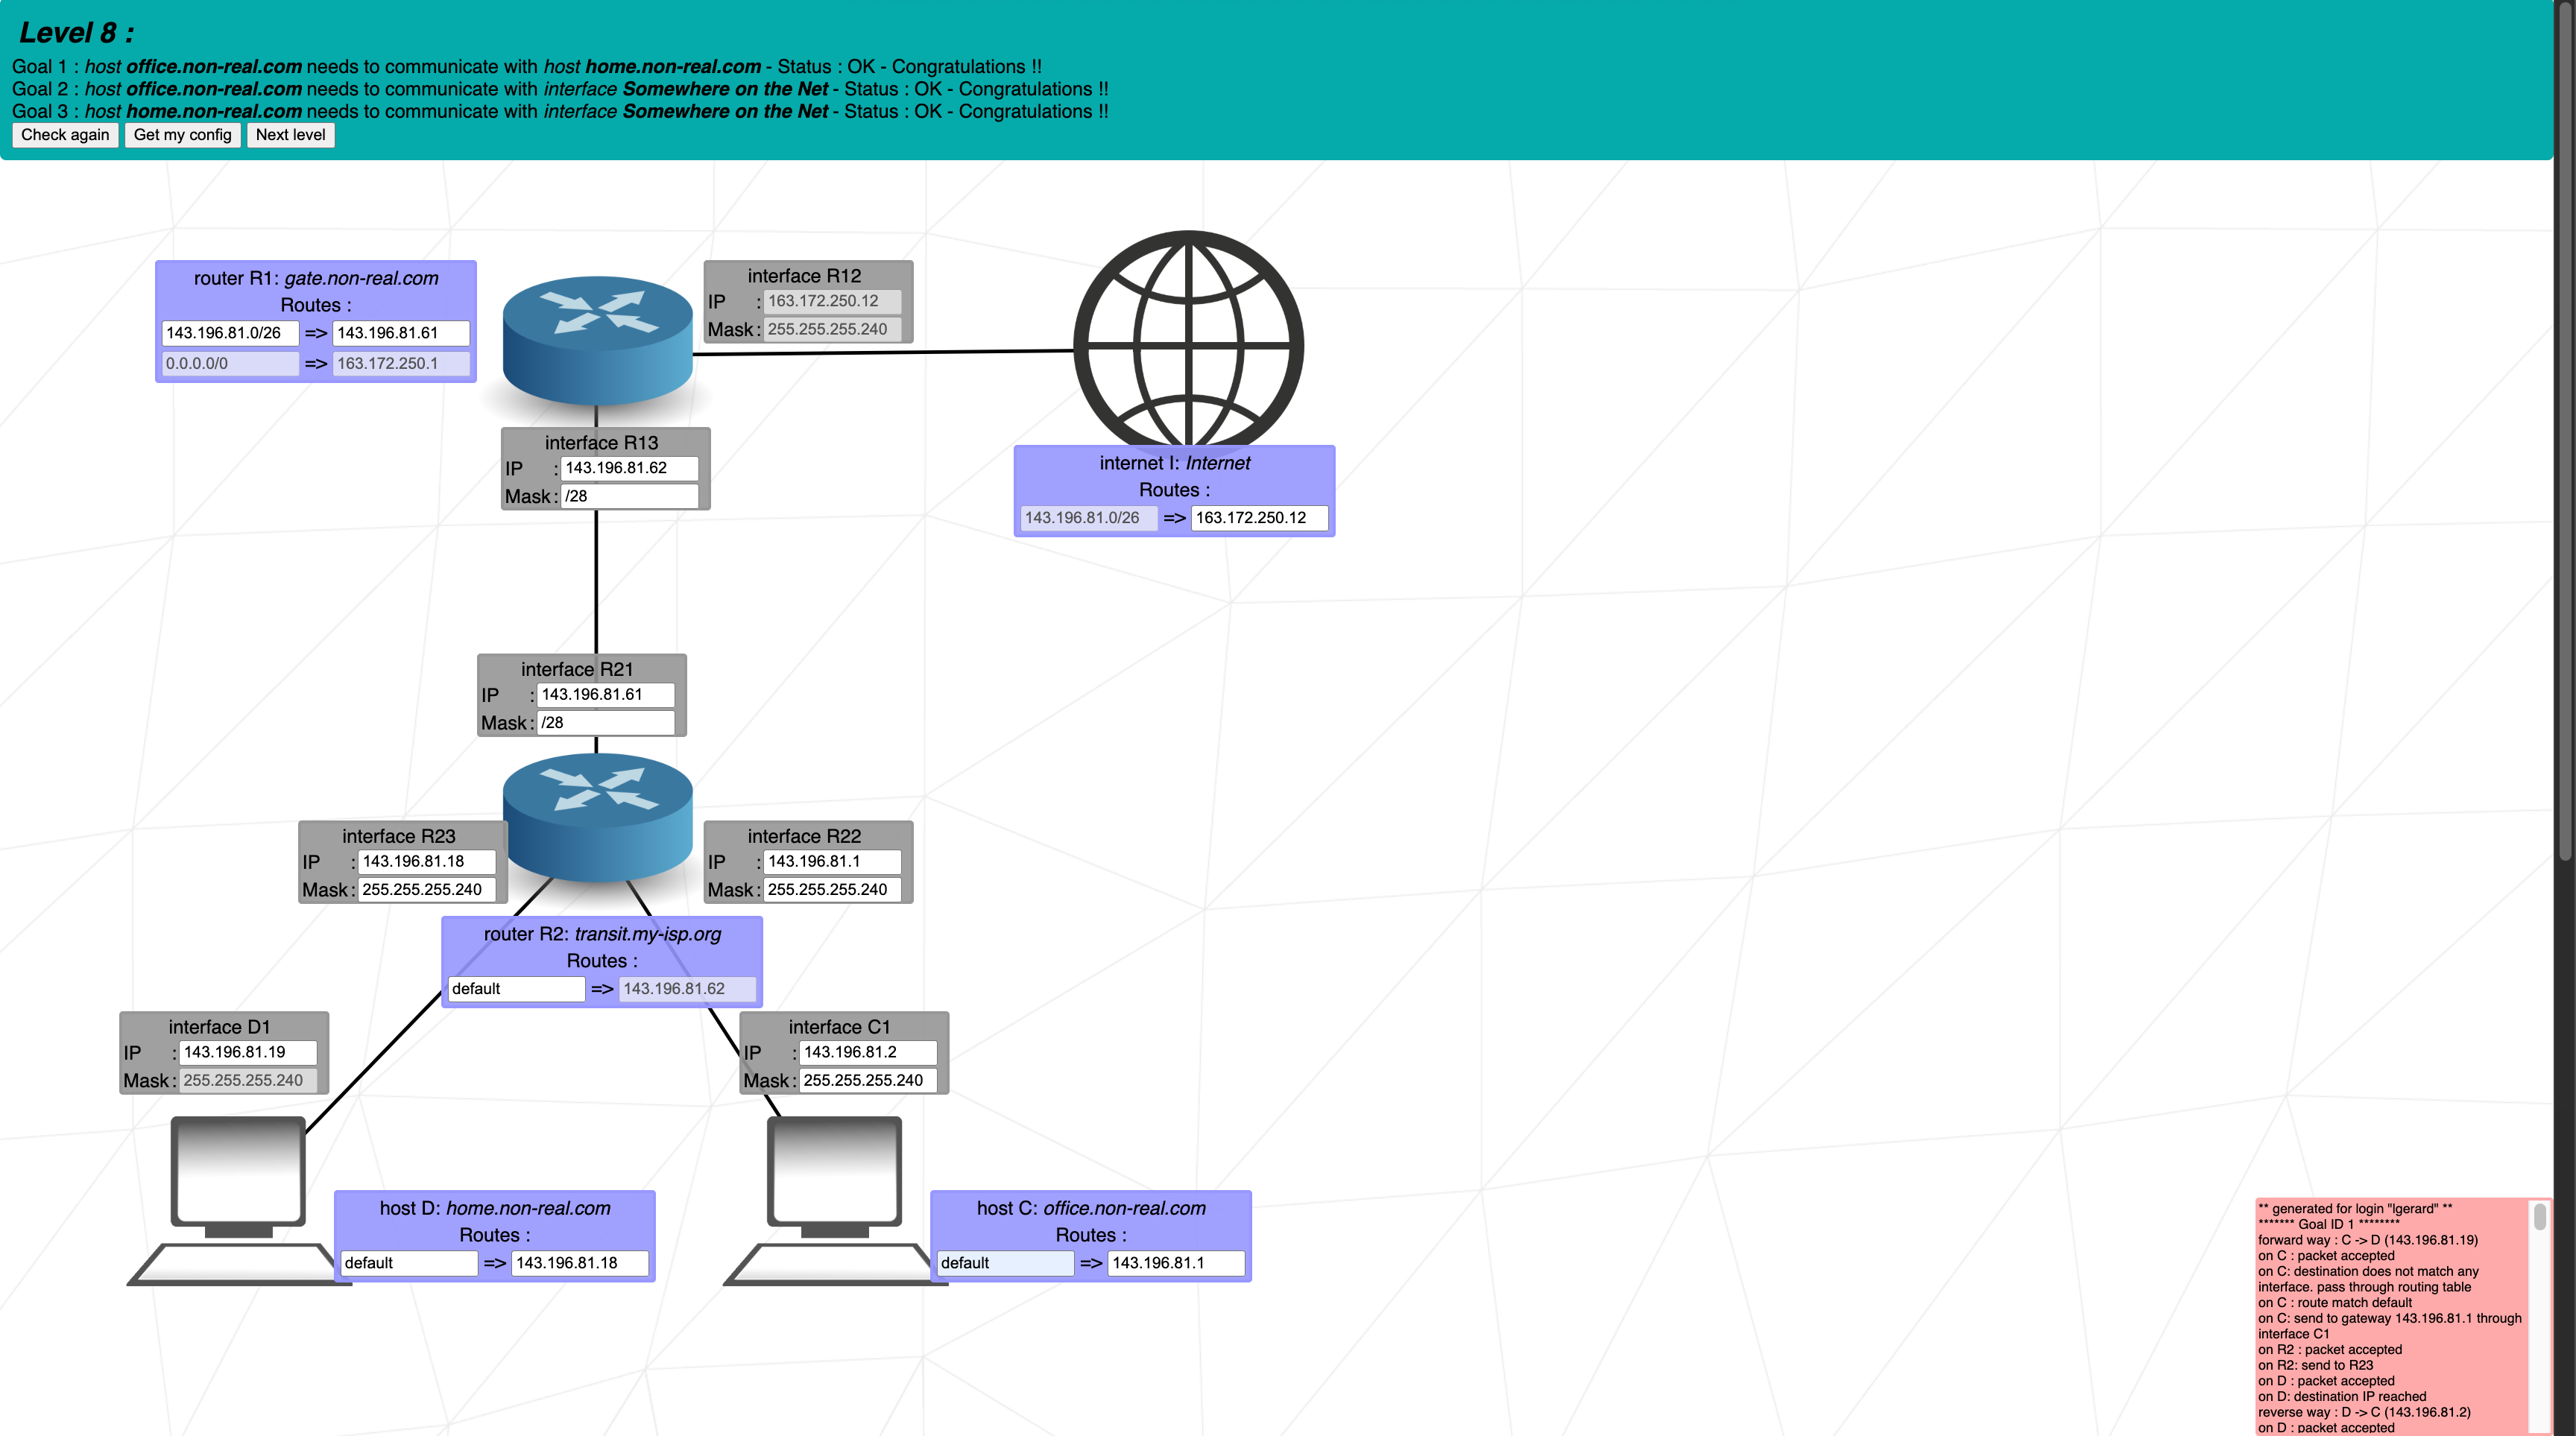 Level 8 :
Goal 1 : host office.non-real.com needs to communicate with host home.non-real.com - Status : OK - Congratulations !!
Goal 2 : host office.non-real.com needs to communicate with interface Somewhere on the Net - Status : OK - Congratulations !!
Goal 3 : host home.non-real.com needs to communicate with interface Somewhere on the Net - Status : OK - Congratulations !!
Check again Get my config Next level
router R1: gate.non-real.com
Routes :
143.196.81.0/26 => 143.196.81.61
0.0.0.0/0 => 163.172.250.1
interface R12
IP : 163.172.250.12
Mask : 255.255.255.240
interface R13
IP : 143.196.81.62
Mask : /28
internet I: Internet
Routes :
143.196.81.0/26 => 163.172.250.12
interface R21
IP : 143.196.81.61
Mask : /28
interface R23
IP : 143.196.81.18
Mask : 255.255.255.240
interface R22
IP : 143.196.81.1
Mask : 255.255.255.240
router R2: transit.my-isp.org
Routes :
default => 143.196.81.62
interface D1
IP : 143.196.81.19
Mask : 255.255.255.240
interface C1
IP : 143.196.81.2
Mask : 255.255.255.240
host D: home.non-real.com
Routes :
default => 143.196.81.18
host C: office.non-real.com
Routes :
default => 143.196.81.1
** generated for login "lgerard" **
******* Goal ID 1 ********
forward way : C -> D (143.196.81.19)
on C : packet accepted
on C: destination does not match any
interface. pass through routing table
on C : route match default
on C: send to gateway 143.196.81.1 through
interface C1
on R2 : packet accepted
on R2: send to R23
on D : packet accepted
on D: destination IP reached
reverse way : D -> C (143.196.81.2)
on D : packet accepted